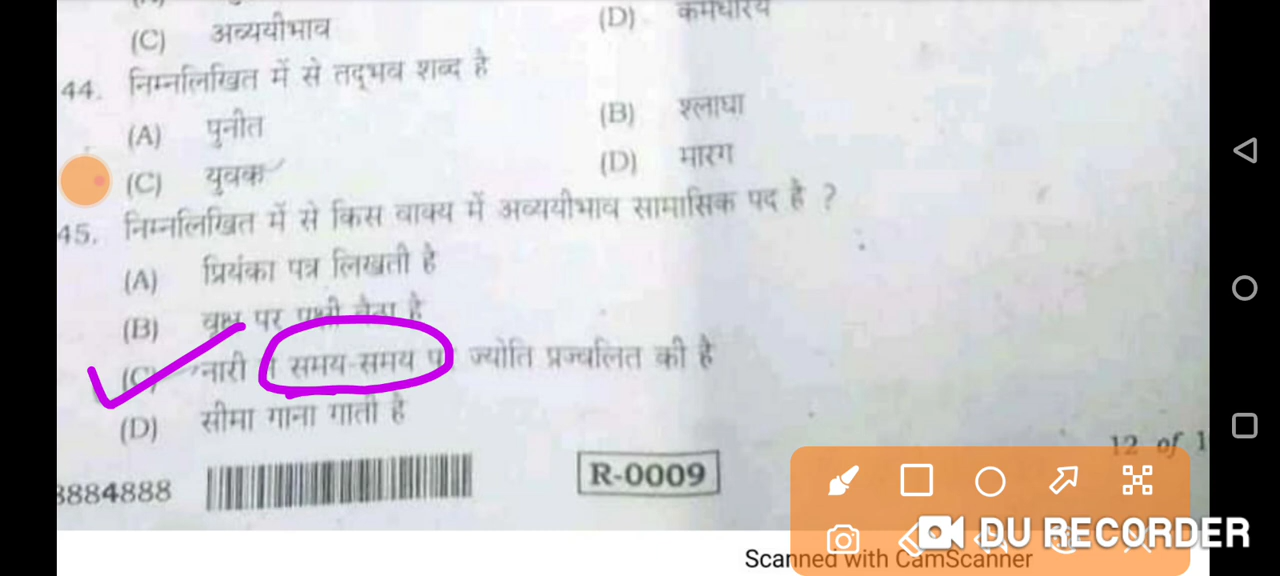 (C) अव्ययीभाव (D) कर्मधारय
44. निम्नलिखित में से तद्भव शब्द है
(A) पुनीत (B) श्लाघा
(C) युवक (D) मारग
45. निम्नलिखित में से किस वाक्य में अव्ययीभाव सामासिक पद है ?
(A) प्रियंका पत्र लिखती है
(B) वृक्ष पर पक्षी बैठा है
(C) नारी ने समय-समय पर ज्योति प्रज्वलित की है
(D) सीमा गाना गाती है
12 of 1
8884888 R-0009
DU RECORDER
Scanned with CamScanner